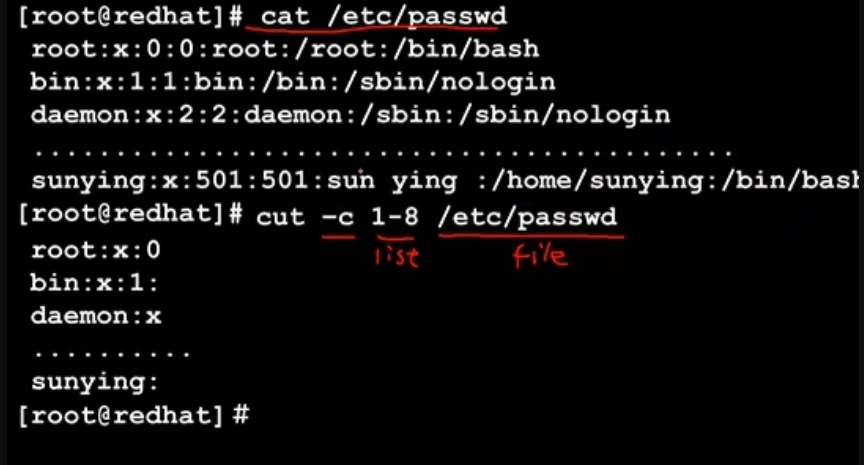 [root@redhat]# cat /etc/passwd
root:x:0:0:root:/root:/bin/bash
bin:x:1:1:bin:/bin:/sbin/nologin
daemon:x:2:2:daemon:/sbin:/sbin/nologin
...........................................
sunying:x:501:501:sun ying :/home/sunying:/bin/bash
[root@redhat]# cut -c 1-8 /etc/passwd
list file
root:x:0
bin:x:1:
daemon:x
..........
sunying:
[root@redhat]#